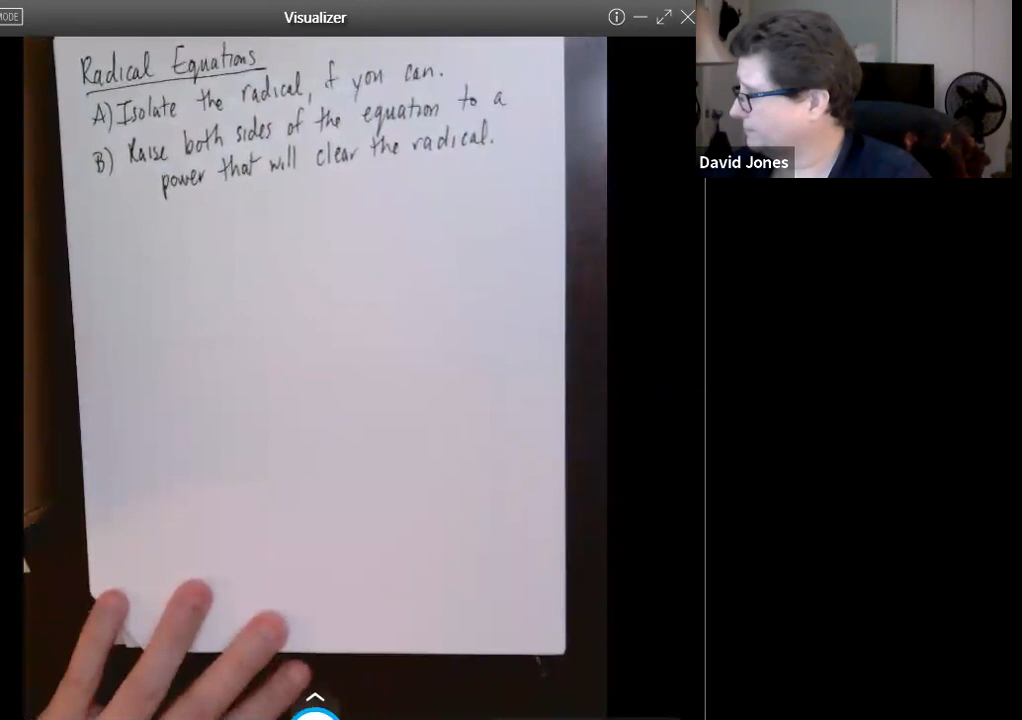 MODE
Visualizer
Radical Equations
A) Isolate the radical, if you can.
B) Raise both sides of the equation to a
power that will clear the radical.
David Jones